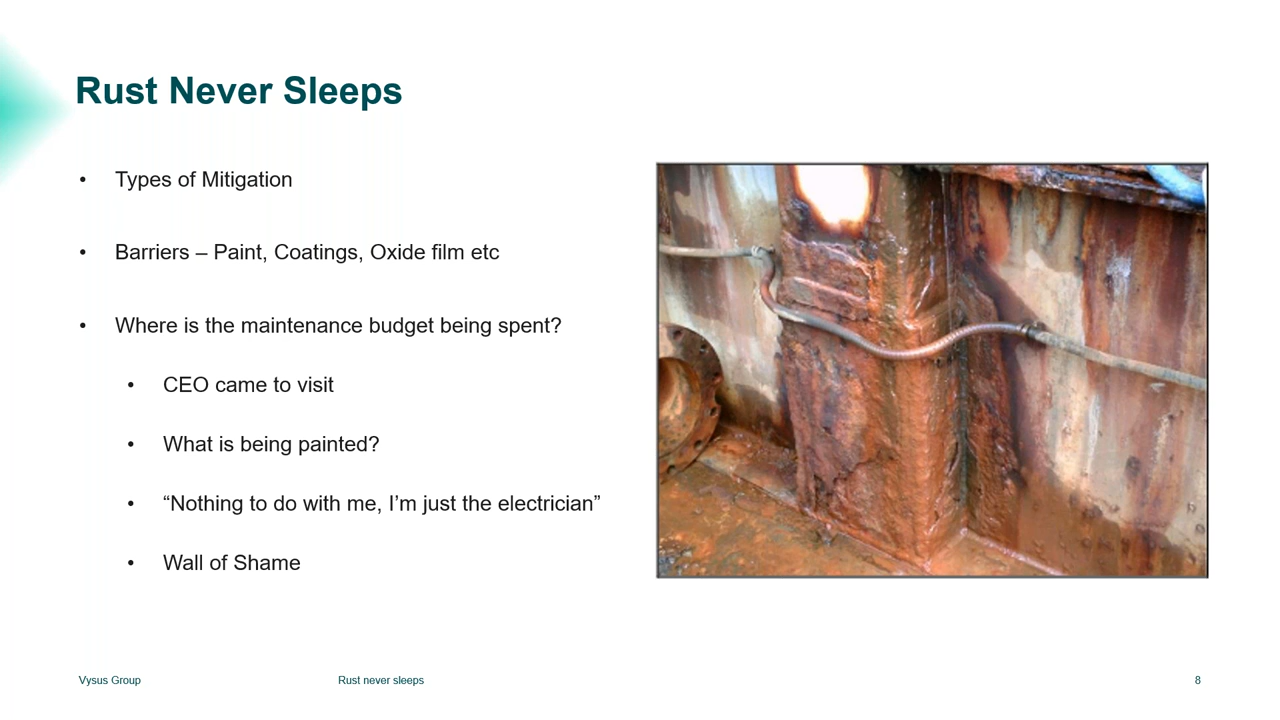 Rust Never Sleeps
• Types of Mitigation
• Barriers – Paint, Coatings, Oxide film etc
• Where is the maintenance budget being spent?
• CEO came to visit
• What is being painted?
• “Nothing to do with me, I’m just the electrician”
• Wall of Shame
Vysus Group
Rust never sleeps
8